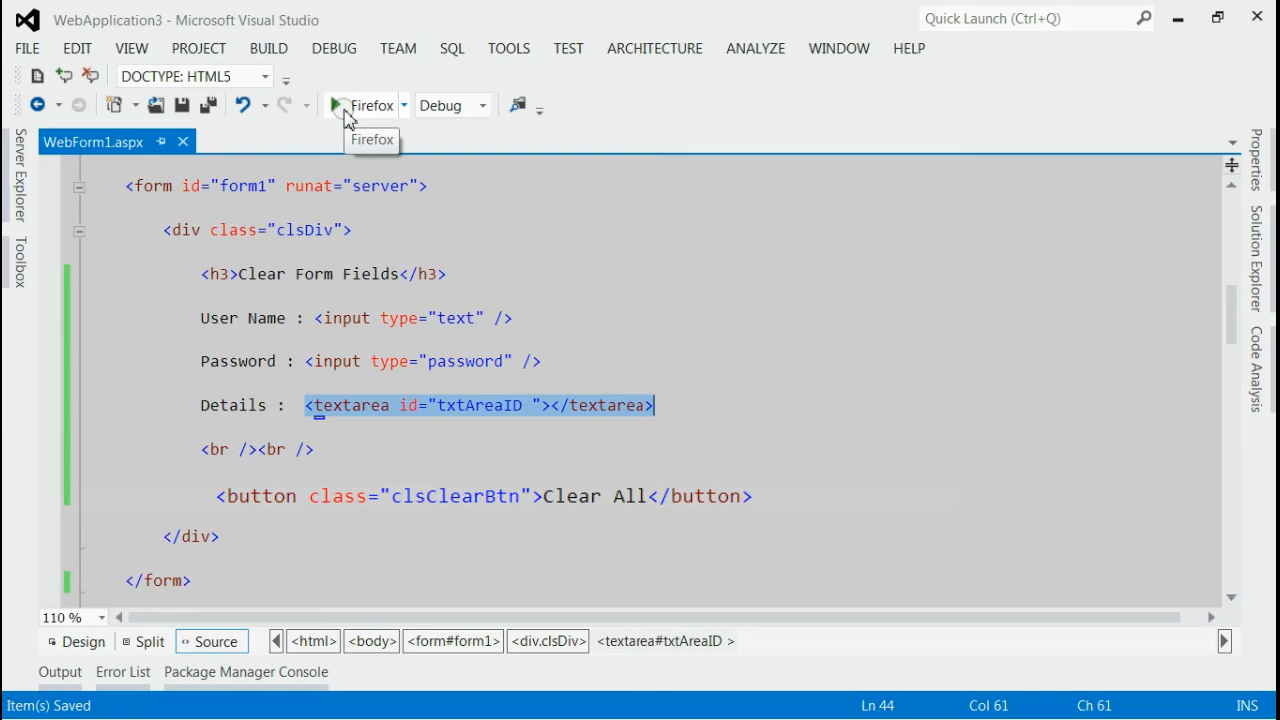 WebApplication3 - Microsoft Visual Studio
Quick Launch (Ctrl+Q)
FILE EDIT VIEW PROJECT BUILD DEBUG TEAM SQL TOOLS TEST ARCHITECTURE ANALYZE WINDOW HELP
DOCTYPE: HTML5
Firefox Debug
Firefox
WebForm1.aspx
Server Explorer
Toolbox
Properties
Solution Explorer
Code Analysis
<form id="form1" runat="server">
<div class="clsDiv">
<h3>Clear Form Fields</h3>
User Name : <input type="text" />
Password : <input type="password" />
Details : <textarea id="txtAreaID "></textarea>
<br /><br />
<button class="clsClearBtn">Clear All</button>
</div>
</form>
110 %
Design Split Source <html> <body> <form#form1> <div.clsDiv> <textarea#txtAreaID >
Output Error List Package Manager Console
Item(s) Saved Ln 44 Col 61 Ch 61 INS